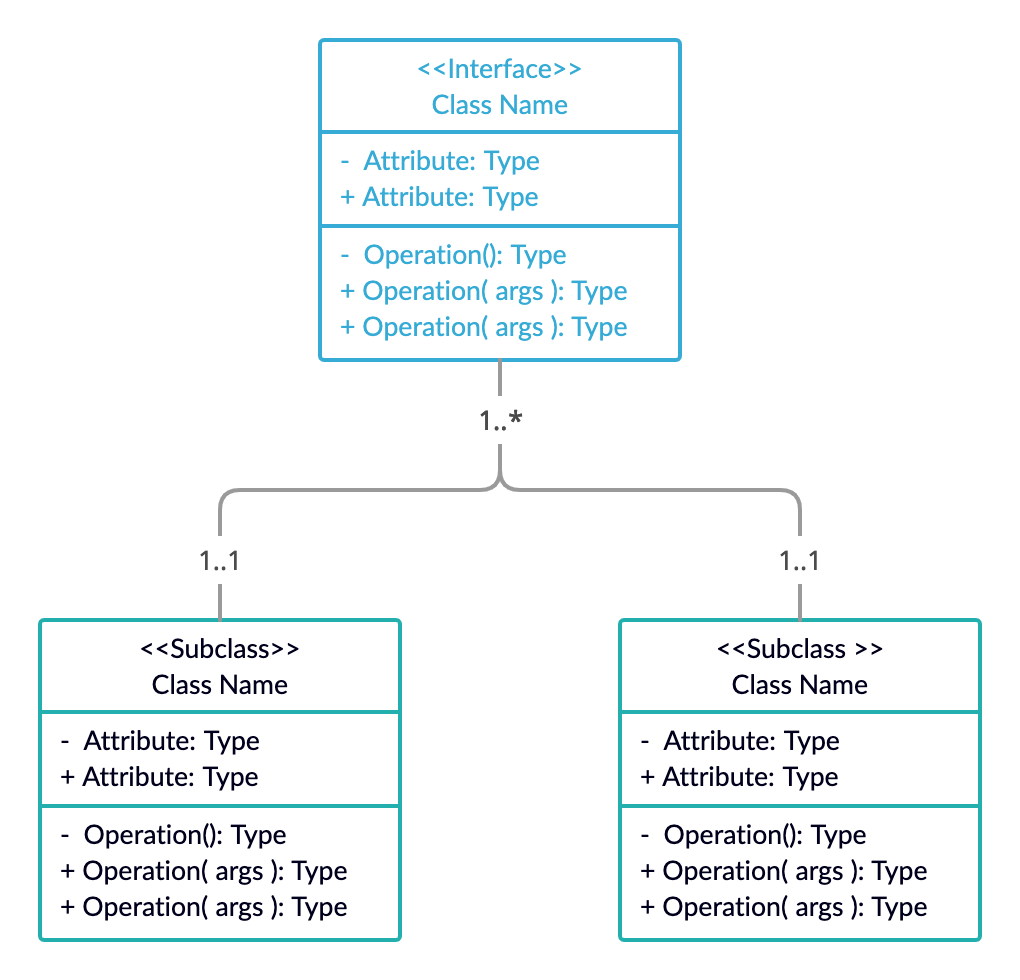 <<Interface>>
Class Name
- Attribute: Type
+ Attribute: Type
- Operation(): Type
+ Operation( args ): Type
+ Operation( args ): Type
1..*
1..1
1..1
<<Subclass>>
Class Name
- Attribute: Type
+ Attribute: Type
- Operation(): Type
+ Operation( args ): Type
+ Operation( args ): Type
<<Subclass >>
Class Name
- Attribute: Type
+ Attribute: Type
- Operation(): Type
+ Operation( args ): Type
+ Operation( args ): Type